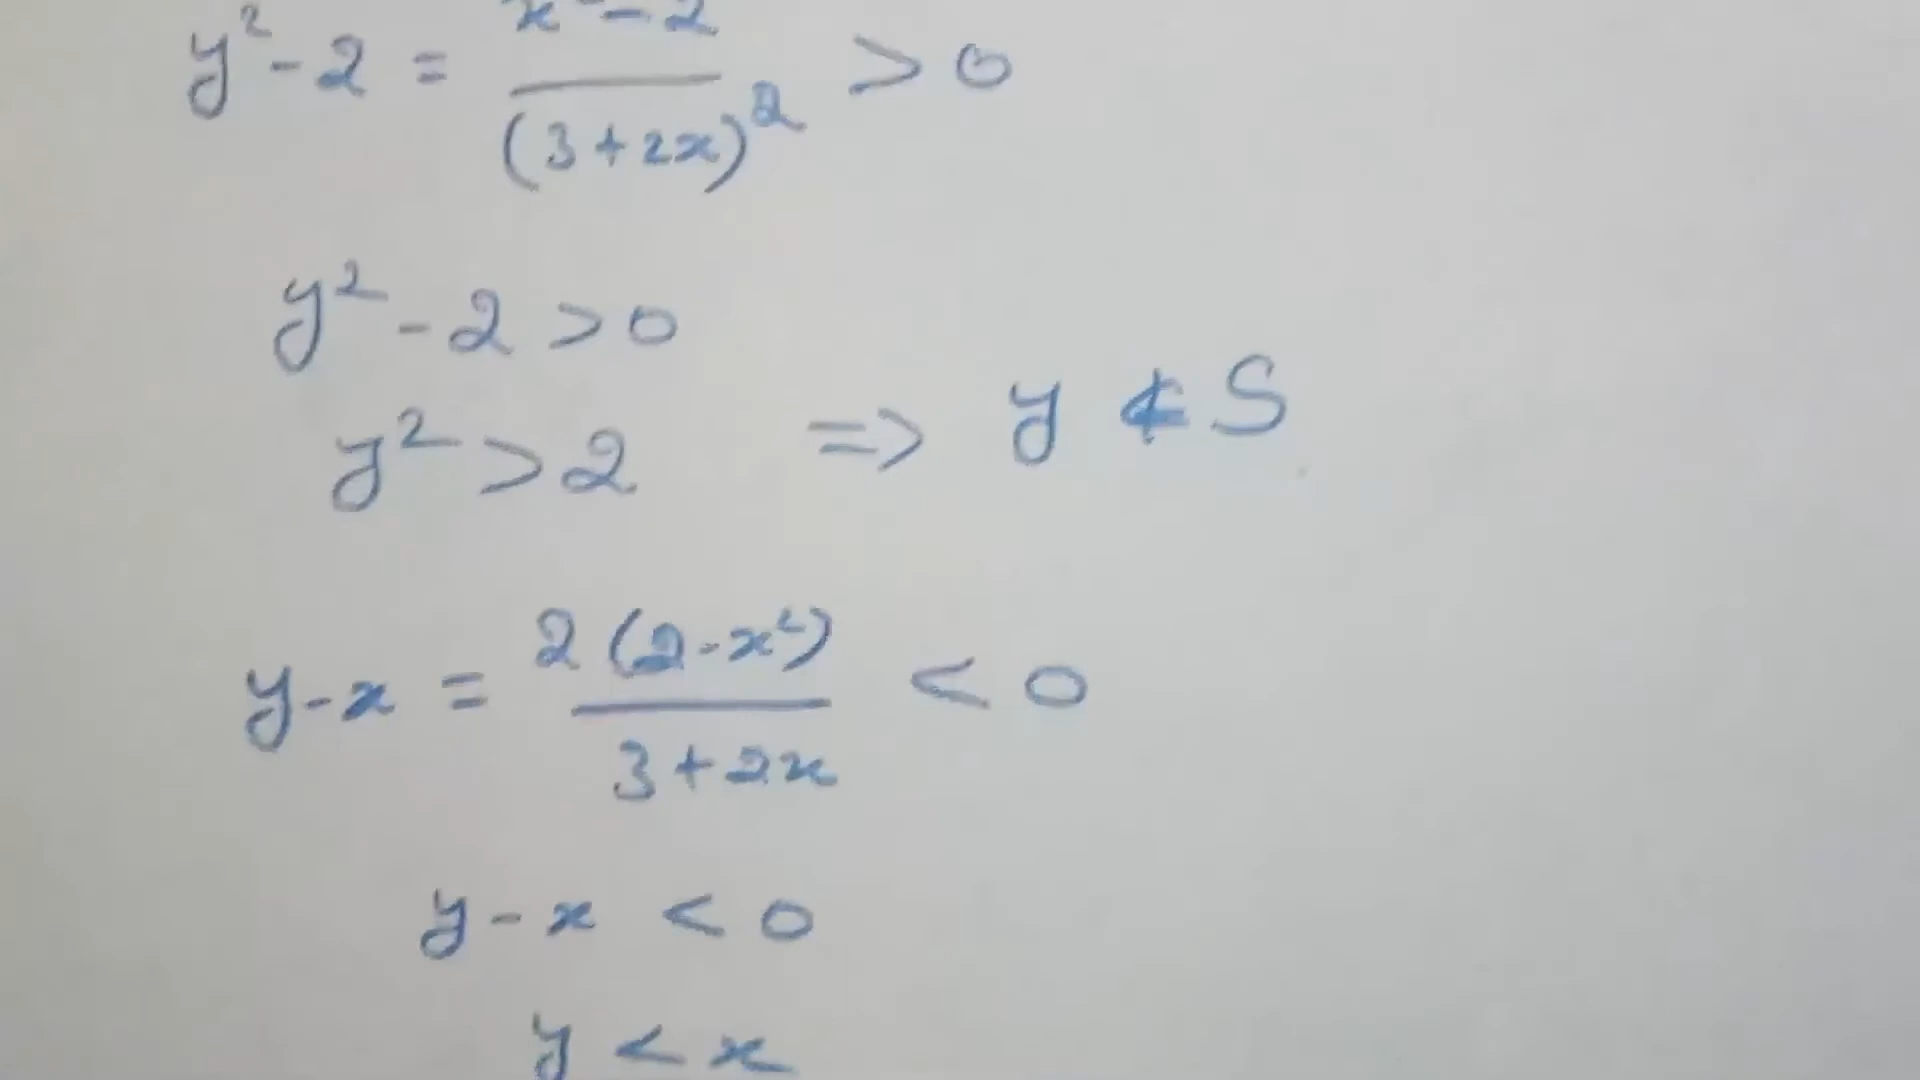 y² - 2 = x² - 2 / (3 + 2x)² > 0
y² - 2 > 0
y² > 2 => y ∉ S
y - x = 2 (2 - x²) / 3 + 2x < 0
y - x < 0
y < x